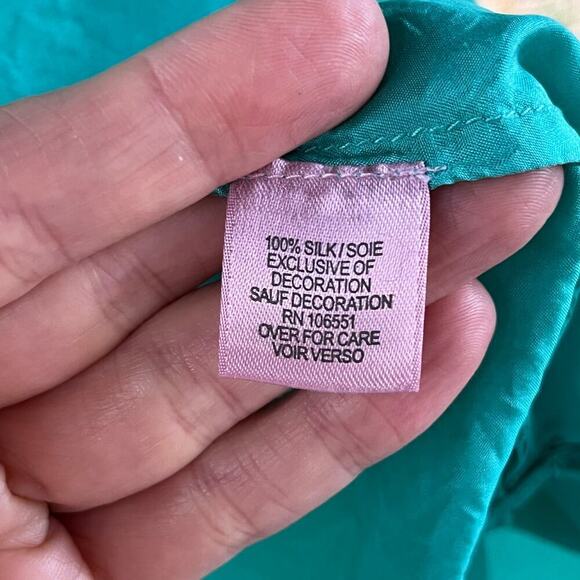 100% SILK/SOIE
EXCLUSIVE OF
DECORATION
SAUF DECORATION
RN 106551
OVER FOR CARE
VOIR VERSO